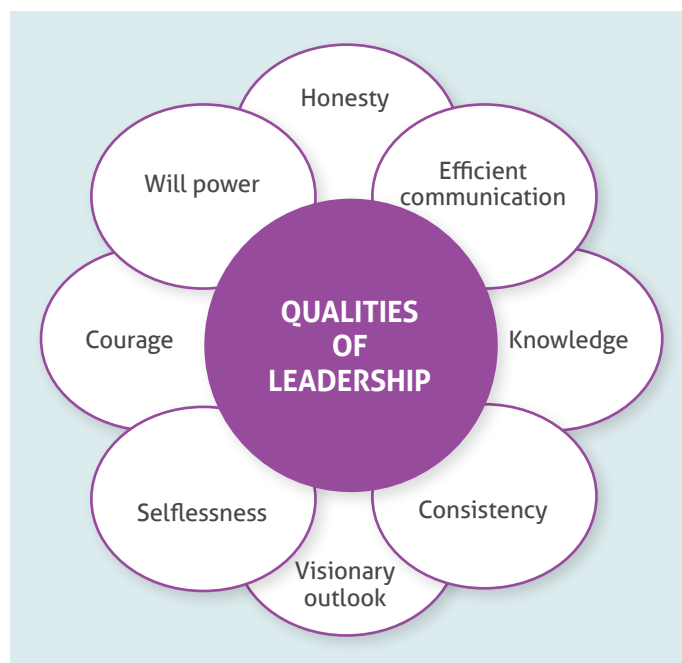 Honesty
Efficient
communication
Knowledge
Consistency
Visionary
outlook
Selflessness
Courage
Will power
QUALITIES
OF
LEADERSHIP